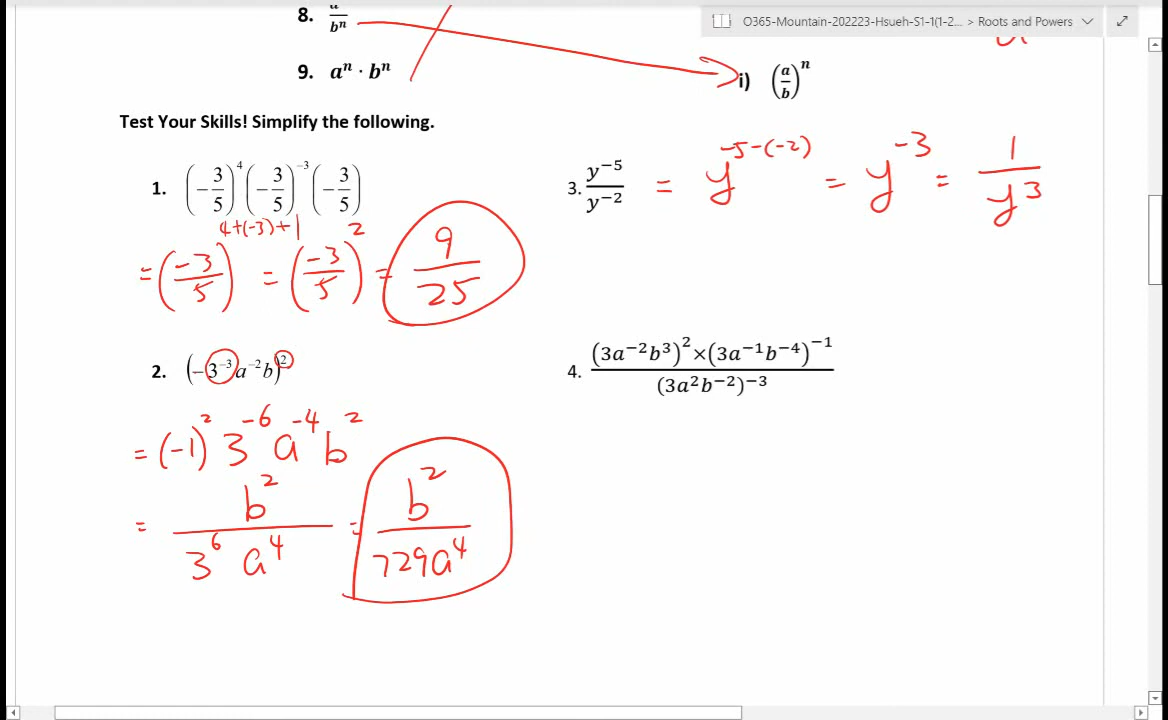 O365-Mountain-202223-Hsueh-S1-1(1-2... > Roots and Powers
8. a/bⁿ
9. aⁿ · bⁿ
i) (a/b)ⁿ
Test Your Skills! Simplify the following.
1. (−3/5)⁴ (−3/5)⁻³ (−3/5)
= (−3/5)^(4+(−3)+1) = (−3/5)² = 9/25
2. (−3⁻³a⁻²b)²
= (−1)² 3⁻⁶ a⁻⁴ b²
= b²/(3⁶ a⁴) = b²/(729a⁴)
3. y⁻⁵/y⁻² = y^(−5−(−2)) = y⁻³ = 1/y³
4. (3a⁻²b³)²×(3a⁻¹b⁻⁴)⁻¹/(3a²b⁻²)⁻³